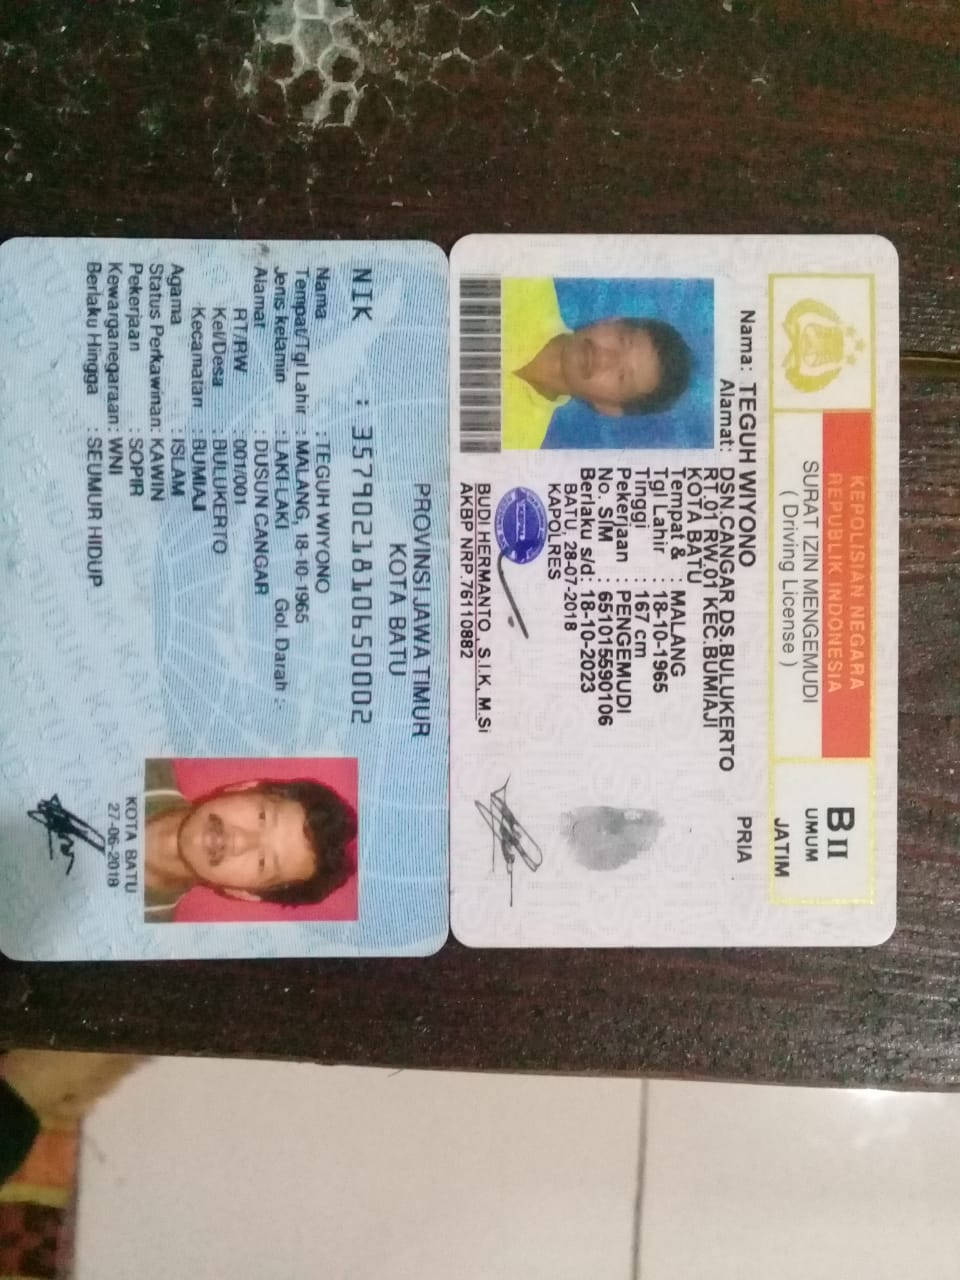 KEPOLISIAN NEGARA
REPUBLIK INDONESIA
SURAT IZIN MENGEMUDI
( Driving License )
B II
UMUM
JATIM
Nama: TEGUH WIYONO
PRIA
Alamat: DSN.CANGAR DS.BULUKERTO
RT.01 RW.01 KEC.BUMIAJI
KOTA BATU
Tempat & : MALANG
Tgl Lahir : 18-10-1965
Tinggi : 167 cm
Pekerjaan : PENGEMUDI
No. SIM : 651015590106
Berlaku s/d: 18-10-2023
BATU, 28-07-2018
KAPOLRES
BUDI HERMANTO , S.I.K, M.Si
AKBP NRP.76110882
PROVINSI JAWA TIMUR
KOTA BATU
NIK : 3579021810650002
Nama : TEGUH WIYONO
Tempat/Tgl Lahir : MALANG, 18-10-1965
Jenis kelamin : LAKI-LAKI Gol. Darah :-
Alamat : DUSUN CANGAR
RT/RW : 001/001
Kel/Desa : BULUKERTO
Kecamatan : BUMIAJI
Agama : ISLAM
Status Perkawinan: KAWIN
Pekerjaan : SOPIR
Kewarganegaraan: WNI
Berlaku Hingga : SEUMUR HIDUP
KOTA BATU
27-06-2018